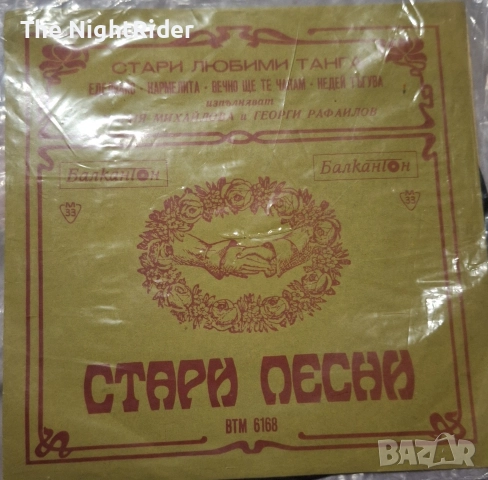 The NightRider
СТАРИ ЛЮБИМИ ТАНГА
КАРМЕНИТА - ВЕЧНО ЩЕ ТЕ ЧАКАМ - НЕДЕЙ ТЪГУВА
изпълняват
МИХАЙЛОВА и ГЕОРГИ РАФАИЛОВ
Балкантон Балкантон
33 33
СТАРИ ПЕСНИ
ВТМ 6168
BAZAR